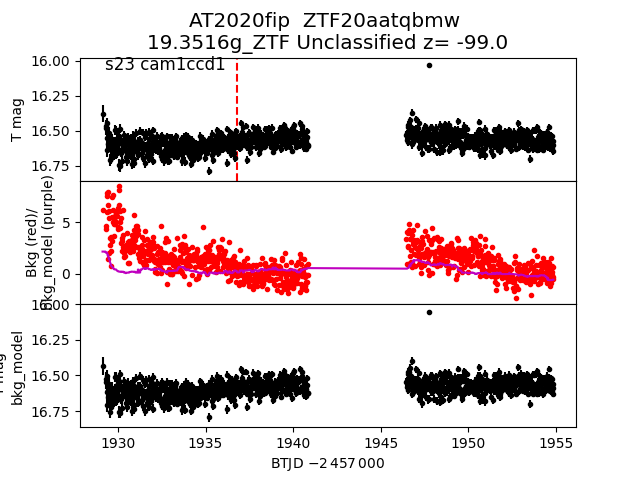 AT2020fip  ZTF20aatqbmw
19.3516g_ZTF Unclassified z= -99.0
s23 cam1ccd1
16.00
16.25
16.50
16.75
T mag
5
0
Bkg (red)/
bkg_model (purple)
16.00
16.25
16.50
16.75
mag
bkg_model
1930
1935
1940
1945
1950
1955
BTJD −2 457 000